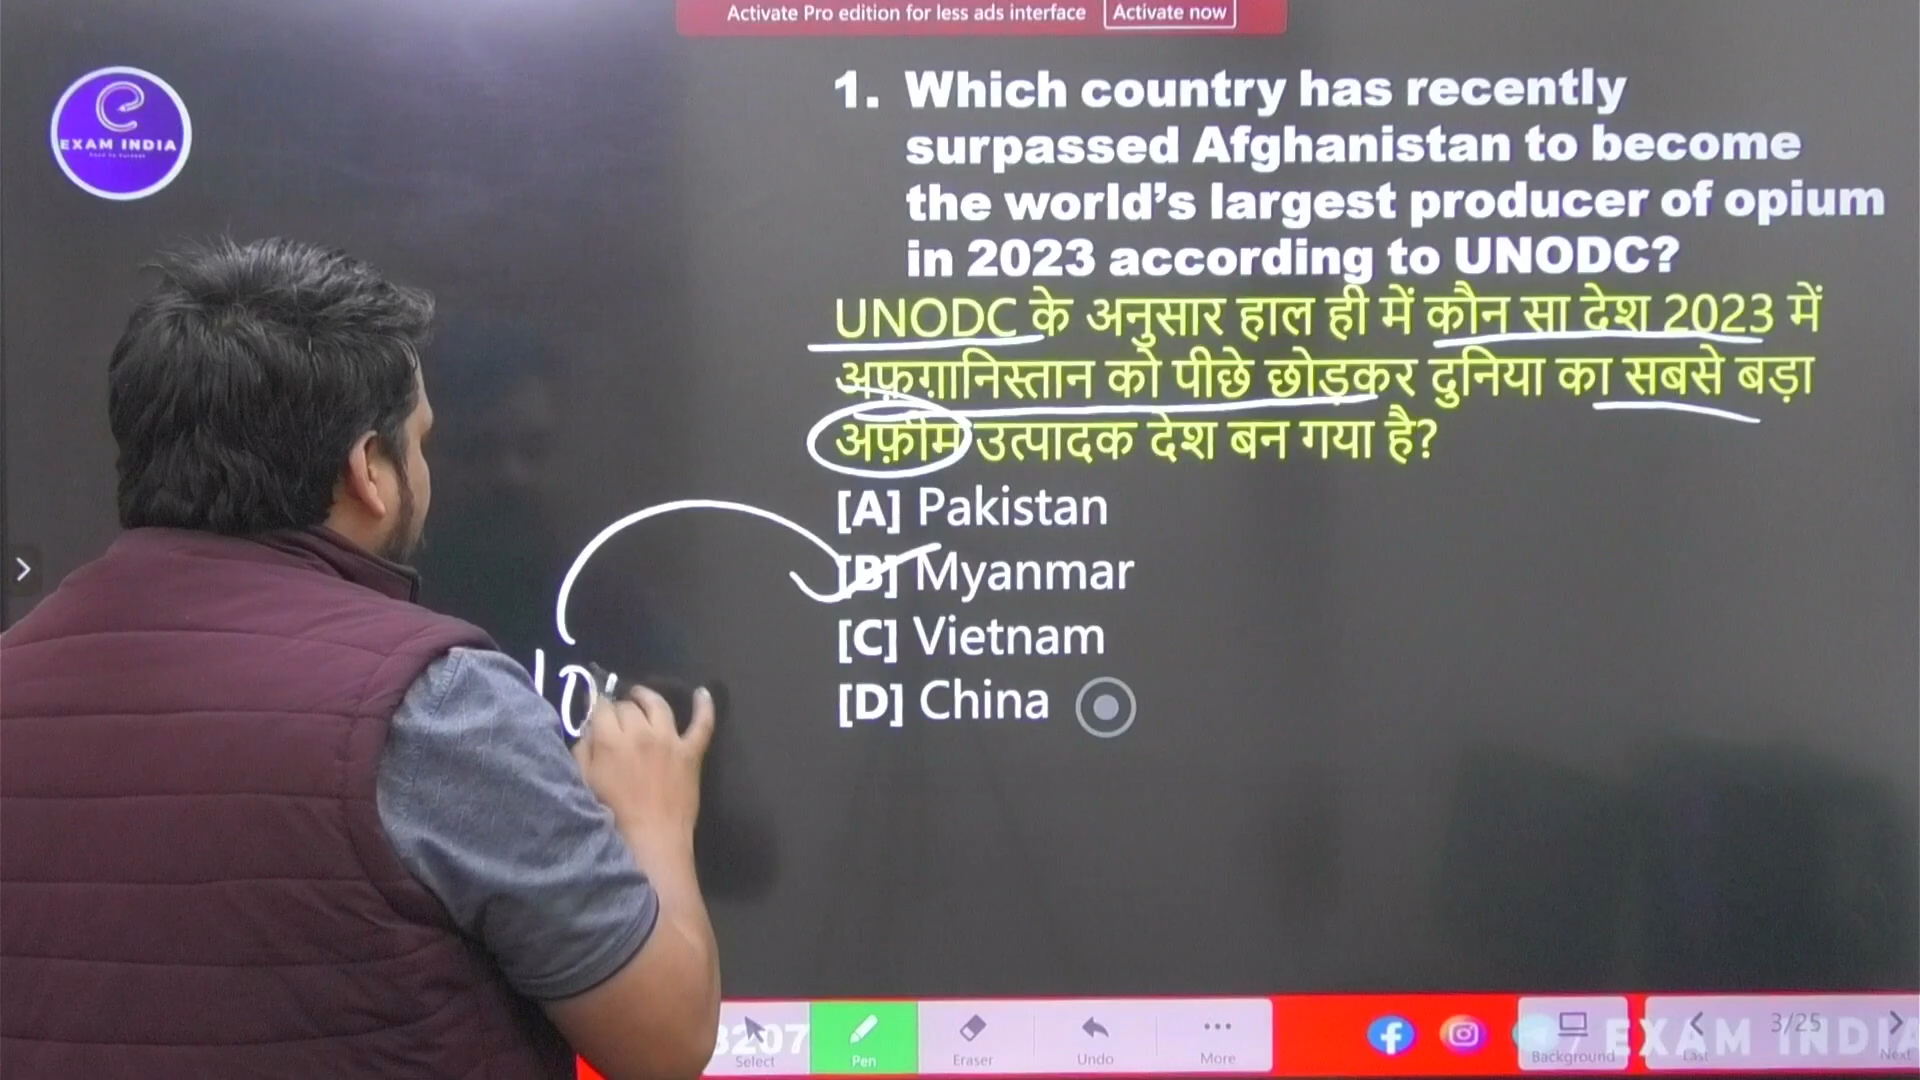 Activate Pro edition for less ads interface Activate now
EXAM INDIA
1. Which country has recently
surpassed Afghanistan to become
the world’s largest producer of opium
in 2023 according to UNODC?
UNODC के अनुसार हाल ही में कौन सा देश 2023 में
अफ़ग़ानिस्तान को पीछे छोड़कर दुनिया का सबसे बड़ा
अफ़ीम उत्पादक देश बन गया है?
[A] Pakistan
[B] Myanmar
[C] Vietnam
[D] China
10
3207
Select Pen Eraser Undo More
Background
EXAM INDIA
Last 3/25 Next